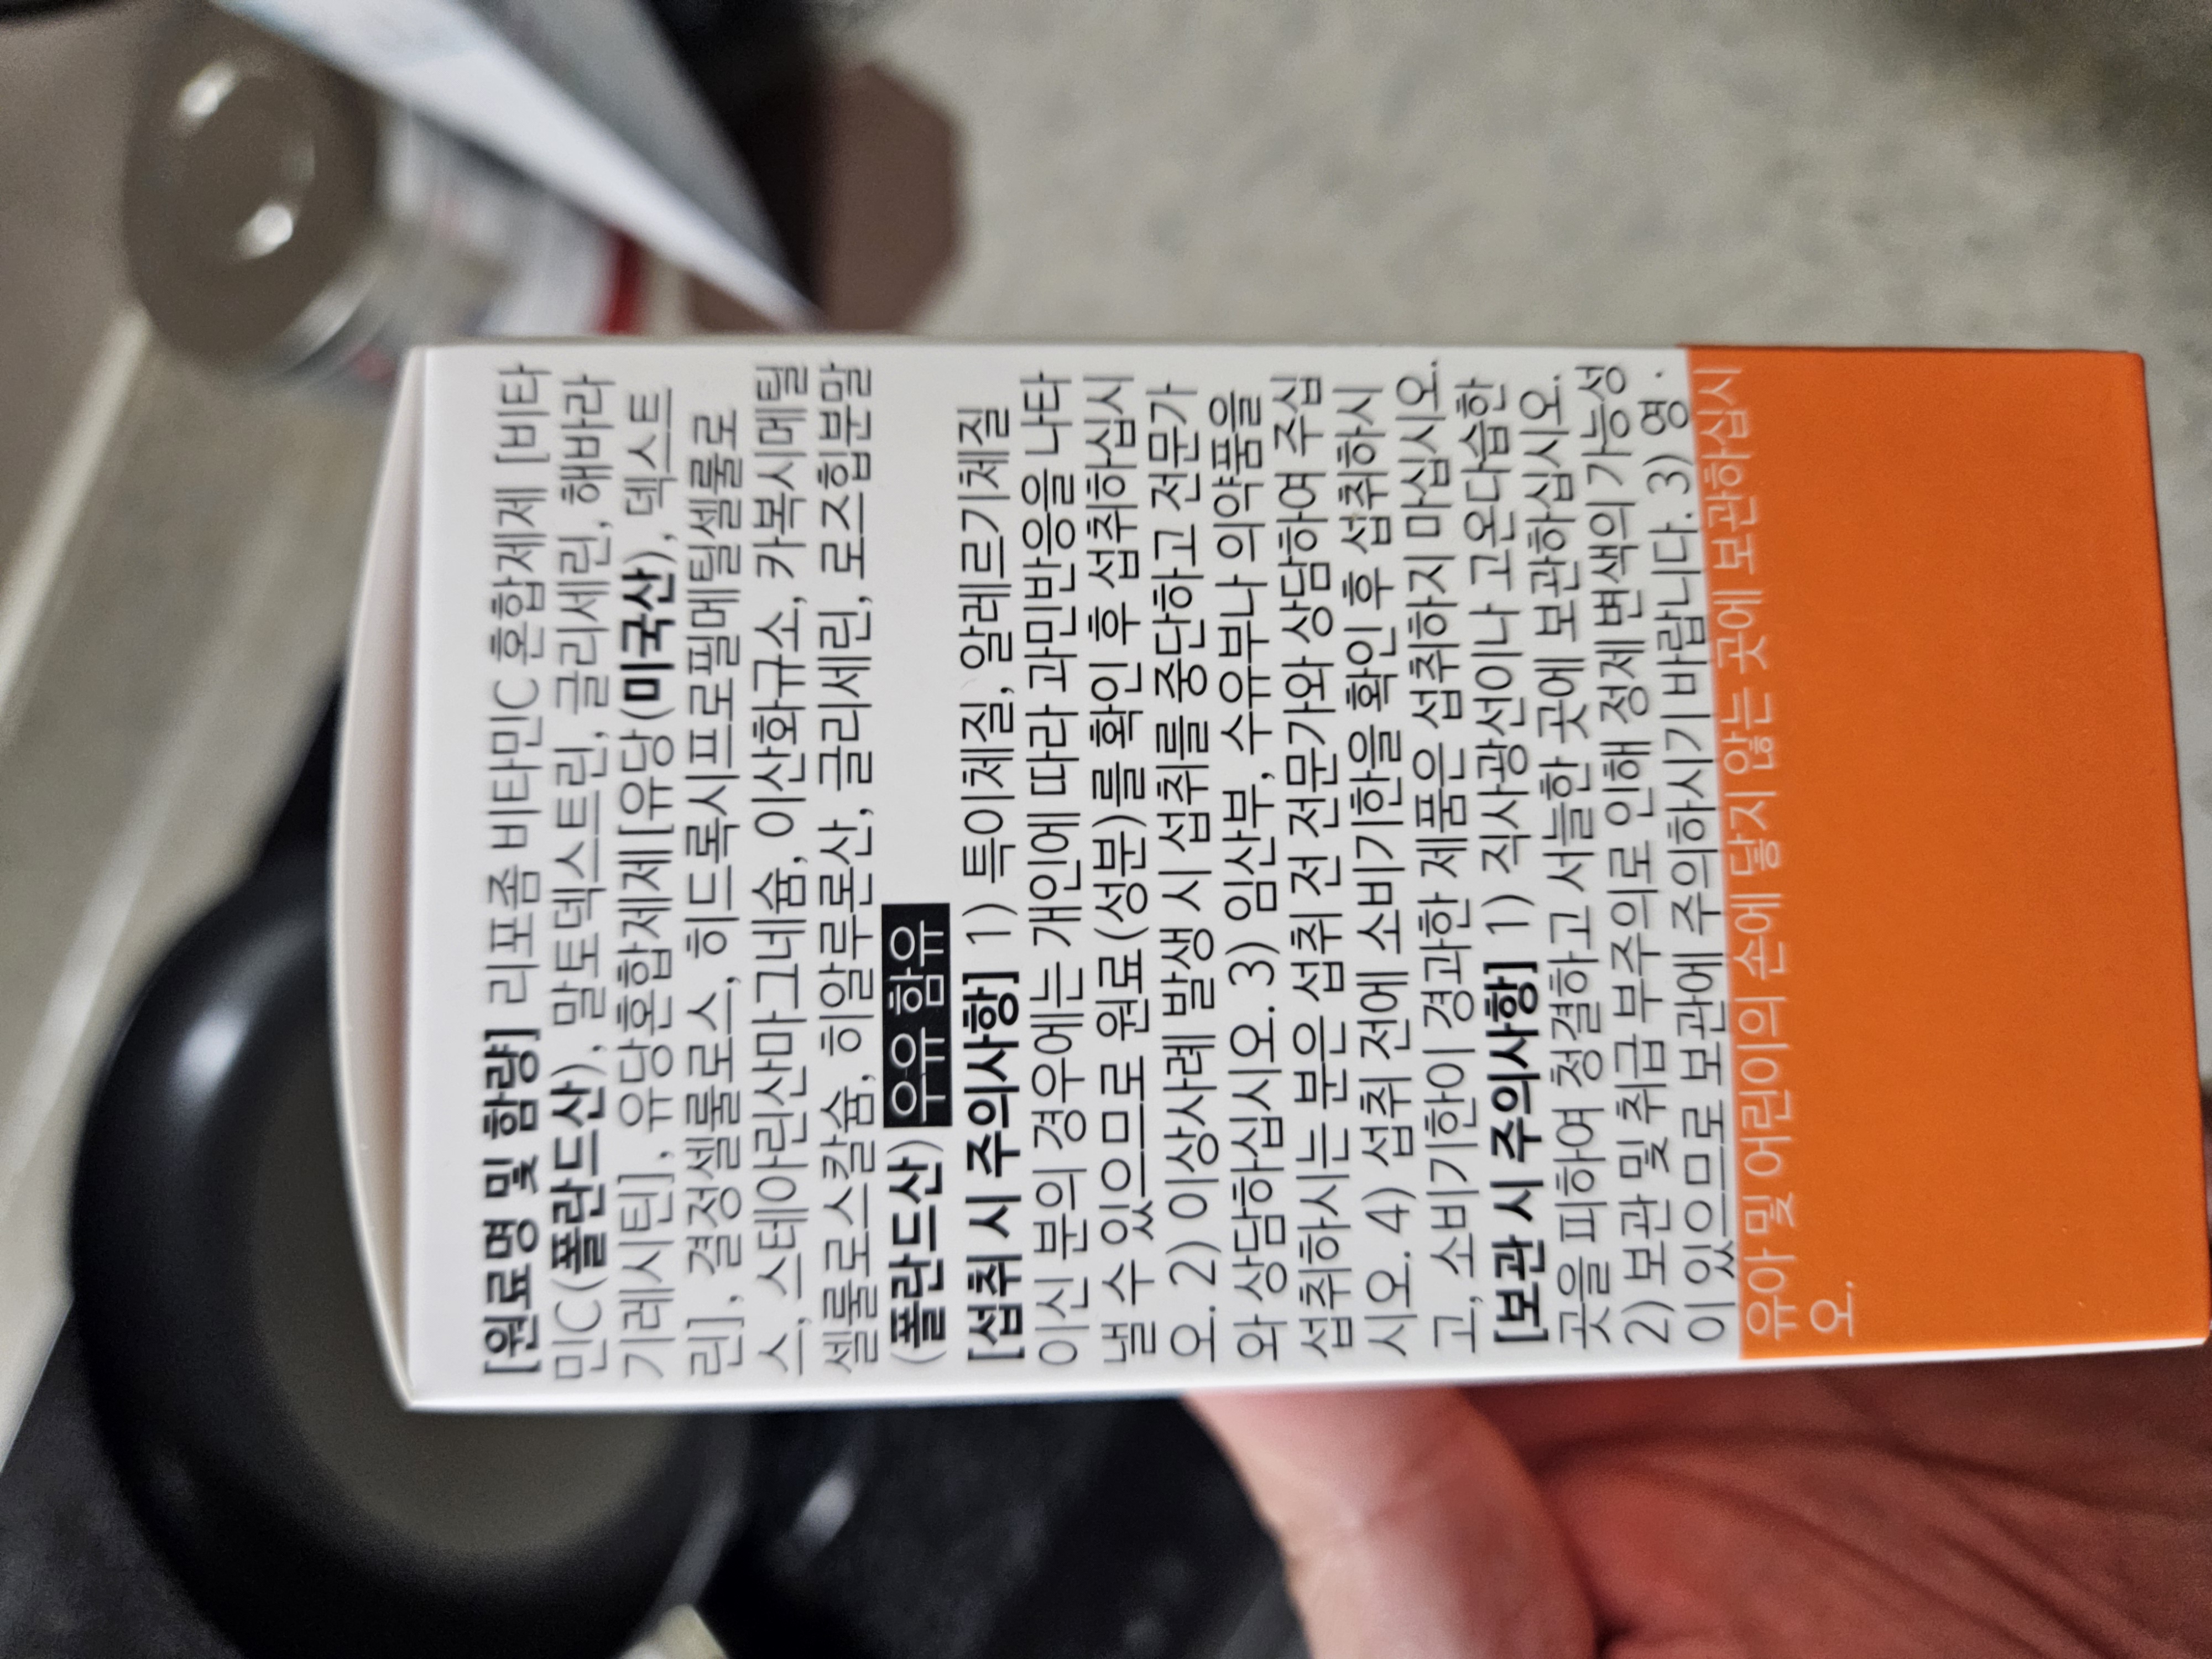 [원료명 및 함량] 리포좀 비타민C 혼합제제 [비타
민C(폴란드산), 말토덱스트린, 글리세린, 해바라
기레시틴], 유당혼합제제[유당(미국산), 덱스트
린], 결정셀룰로스, 히드록시프로필메틸셀룰로
스, 스테아린산마그네슘, 이산화규소, 카복시메틸
셀룰로스칼슘, 히알루론산, 글리세린, 로즈힙분말
(폴란드산) 우유 함유
[섭취 시 주의사항] 1) 특이체질, 알레르기체질
이신 분의 경우에는 개인에 따라 과민반응을 나타
낼 수 있으므로 원료(성분)를 확인 후 섭취하십시
오. 2) 이상사례 발생 시 섭취를 중단하고 전문가
와 상담하십시오. 3) 임산부, 수유부나 의약품을
섭취하시는 분은 섭취 전 전문가와 상담하여 주십
시오. 4) 섭취 전에 소비기한을 확인 후 섭취하시
고, 소비기한이 경과한 제품은 섭취하지 마십시오.
[보관 시 주의사항] 1) 직사광선이나 고온다습한
곳을 피하여 청결하고 서늘한 곳에 보관하십시오.
2) 보관 및 취급 부주의로 인해 정제 변색의 가능성
이 있으므로 보관에 주의하시기 바랍니다. 3) 영·
유아 및 어린이의 손에 닿지 않는 곳에 보관하십시
오.